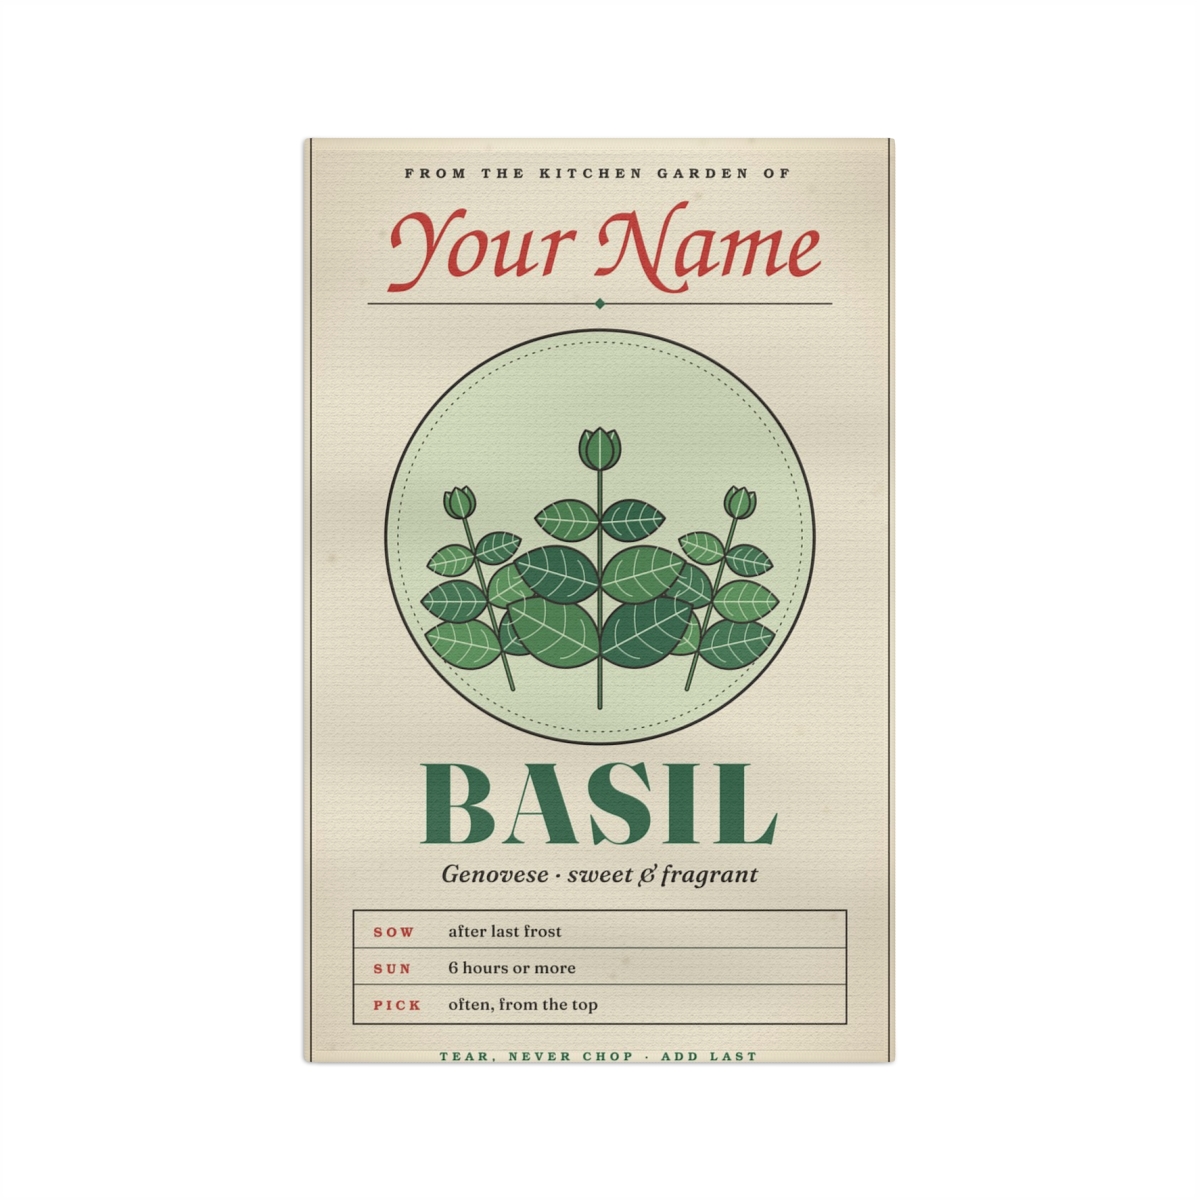 FROM THE KITCHEN GARDEN OF
Your Name
BASIL
Genovese · sweet & fragrant
SOW after last frost
SUN 6 hours or more
PICK often, from the top
TEAR, NEVER CHOP · ADD LAST